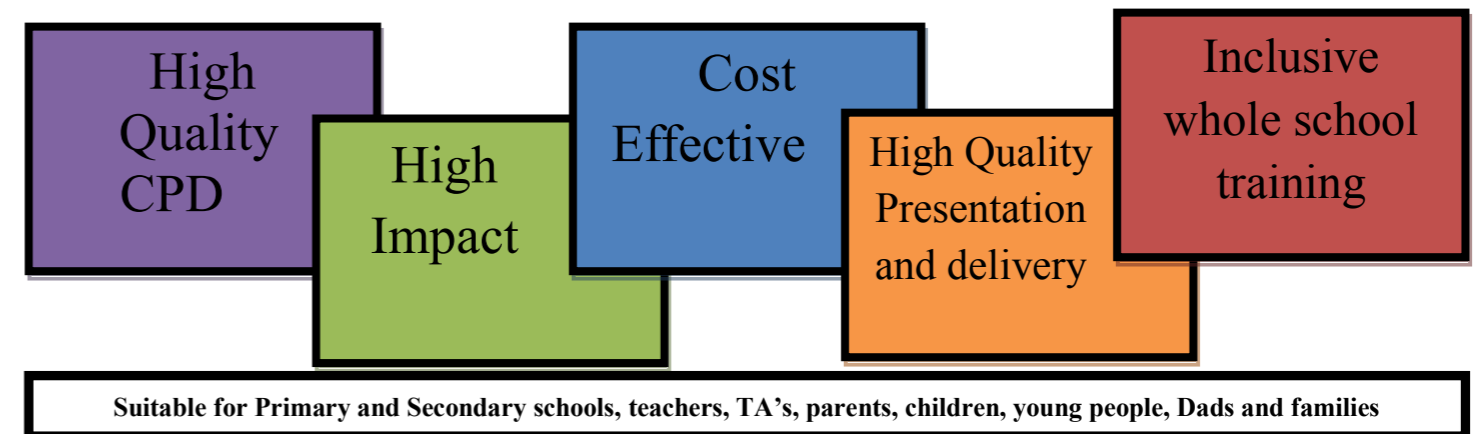 High
Quality
CPD
High
Impact
Cost
Effective
High Quality
Presentation
and delivery
Inclusive
whole school
training
Suitable for Primary and Secondary schools, teachers, TA’s, parents, children, young people, Dads and families